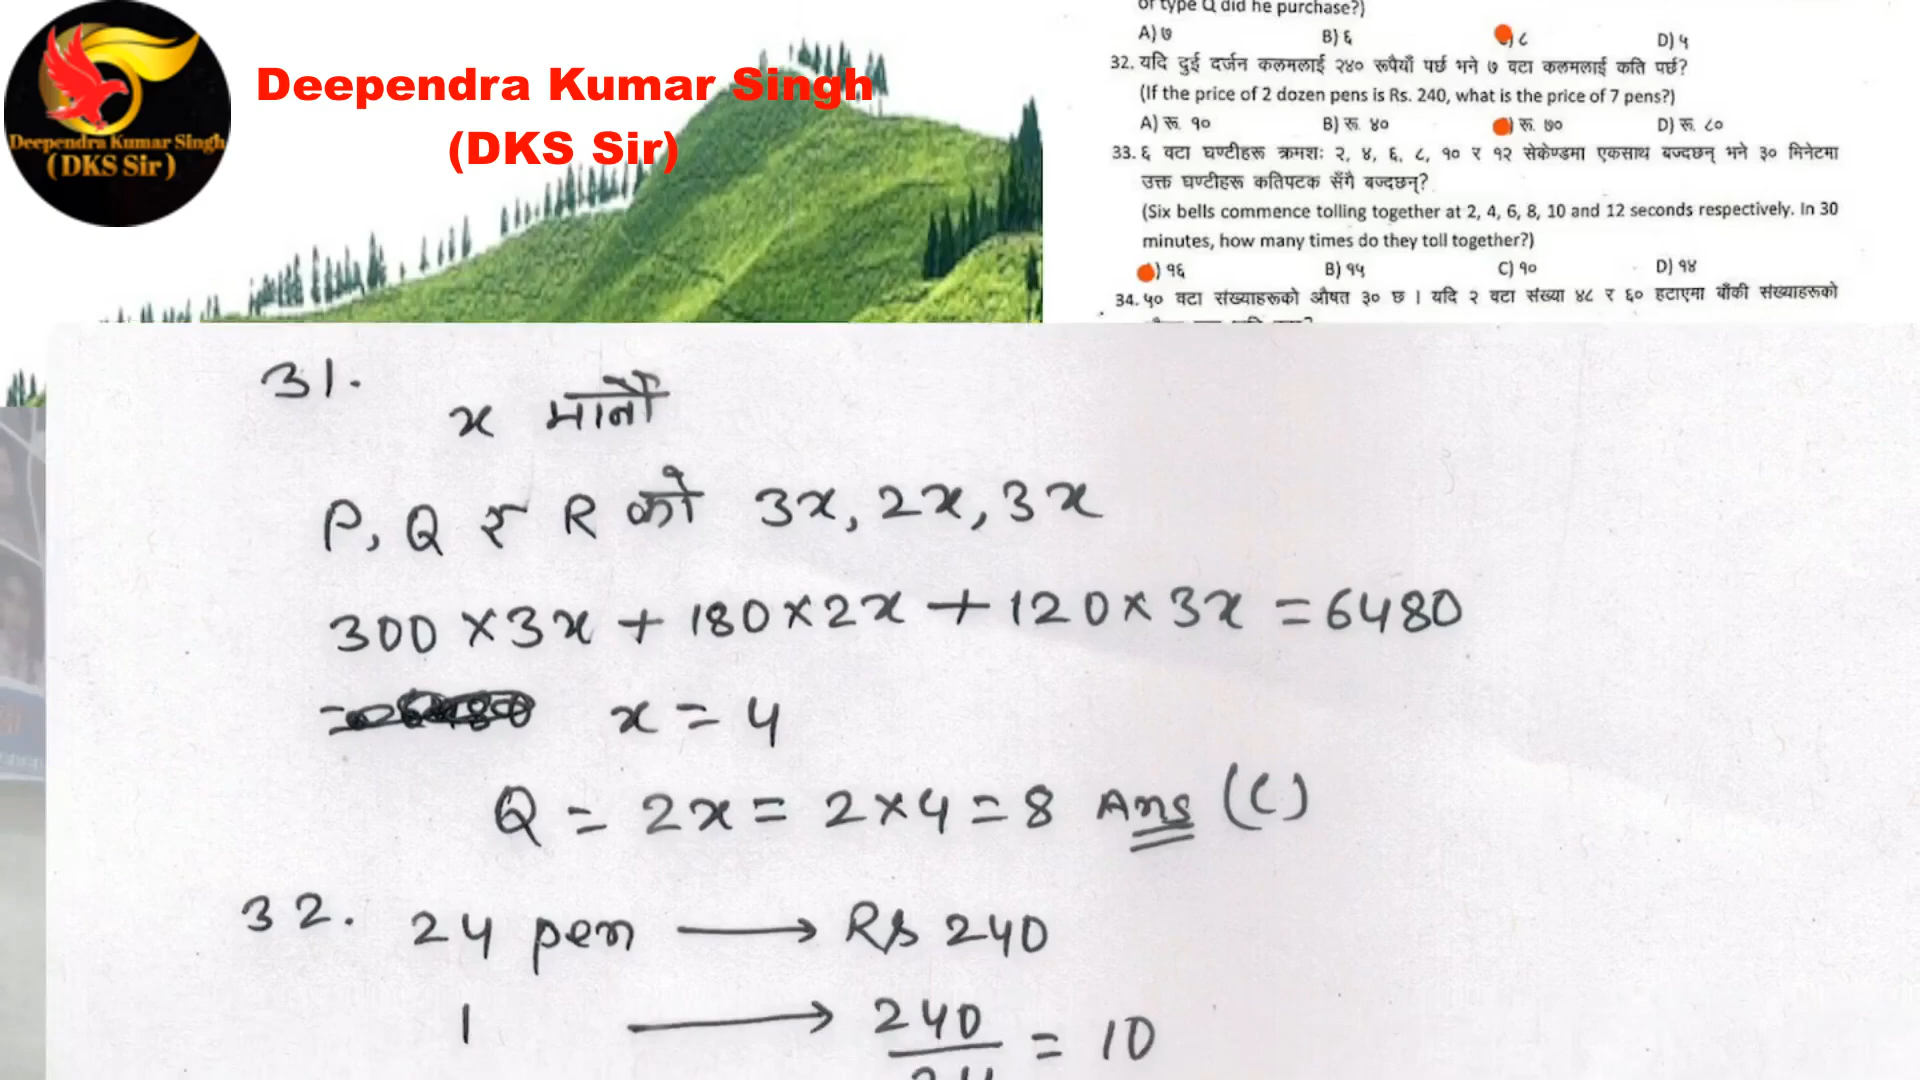 Deependra Kumar Singh
(DKS Sir)
Deependra Kumar Singh
(DKS Sir)
of type Q did he purchase?)
A) ७ B) ६ ) ८ D) ५
32. यदि दुई दर्जन कलमलाई २४० रूपैयाँ पर्छ भने ७ वटा कलमलाई कति पर्छ?
(If the price of 2 dozen pens is Rs. 240, what is the price of 7 pens?)
A) रू. १० B) रू. ४० ) रू. ७० D) रू. ८०
33. ६ वटा घण्टीहरू क्रमशः २, ४, ६, ८, १० र १२ सेकेण्डमा एकसाथ बज्दछन् भने ३० मिनेटमा
उक्त घण्टीहरू कतिपटक सँगै बज्दछन्?
(Six bells commence tolling together at 2, 4, 6, 8, 10 and 12 seconds respectively. In 30
minutes, how many times do they toll together?)
) १६ B) १५ C) १० D) १४
34. ५० वटा संख्याहरूको औषत ३० छ । यदि २ वटा संख्या ४८ र ६० हटाएमा बाँकी संख्याहरूको
31.
x मानौं
P, Q र R को 3x, 2x, 3x
300 × 3x + 180 × 2x + 120 × 3x = 6480
x = 4
Q = 2x = 2 × 4 = 8 Ans (C)
32. 24 pen → Rs 240
1 → 240
= 10